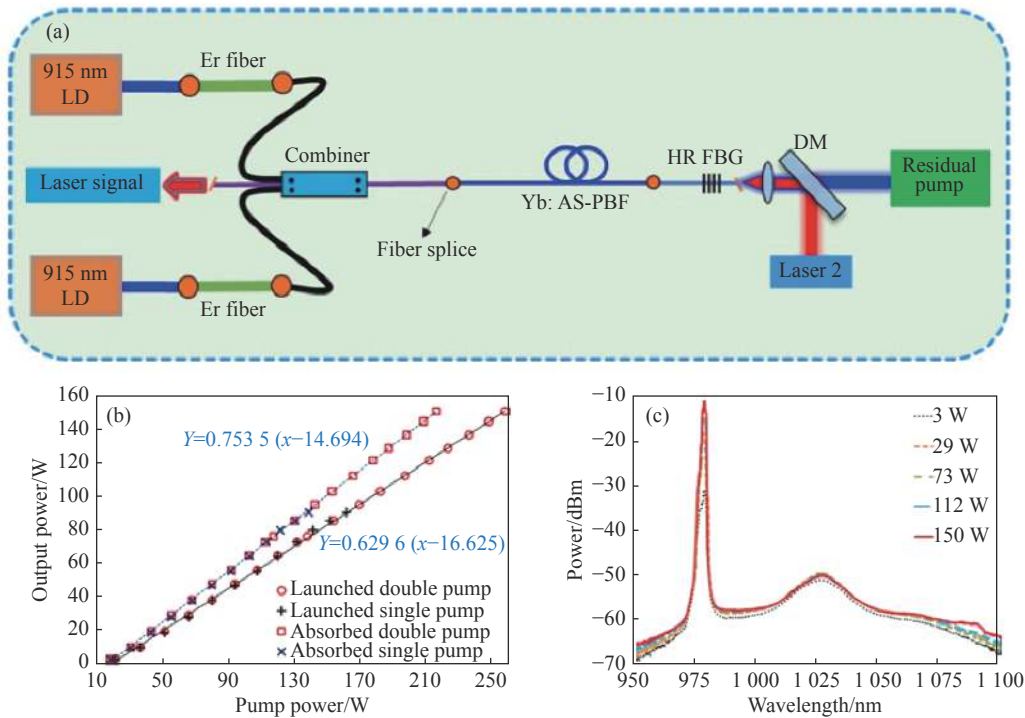 (a)
915 nm
LD
Er fiber
Combiner
Laser signal
Fiber splice
Yb: AS-PBF
HR FBG
DM
Residual
pump
Laser 2
915 nm
LD
Er fiber
(b)
160
140
120
100
80
60
40
20
0
Output power/W
Y=0.753 5 (x−14.694)
Y=0.629 6 (x−16.625)
Launched double pump
Launched single pump
Absorbed double pump
Absorbed single pump
10 50 90 130 170 210 250
Pump power/W
(c)
−10
−20
−30
−40
−50
−60
−70
Power/dBm
3 W
29 W
73 W
112 W
150 W
950 975 1 000 1 025 1 050 1 075 1 100
Wavelength/nm